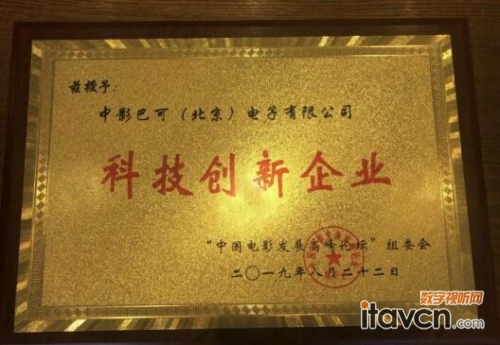 兹授予：
中影巴可（北京）电子有限公司
科技创新企业
“中国电影发展高峰论坛”组委会
二〇一九年八月二十二日
数字视听网
itavcn.com